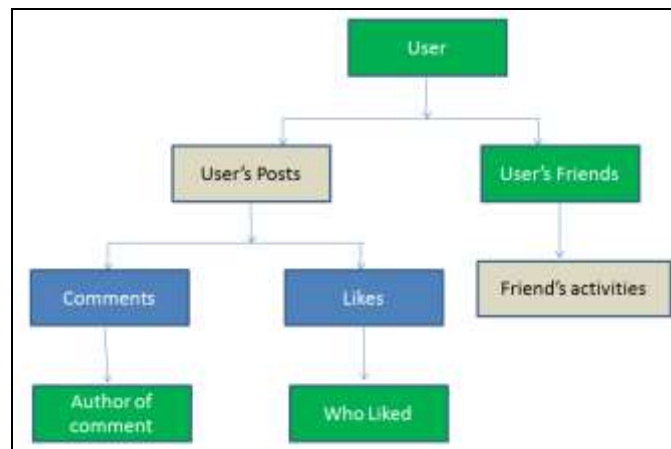 User
User's Posts
User's Friends
Comments
Likes
Friend's activities
Author of
comment
Who Liked